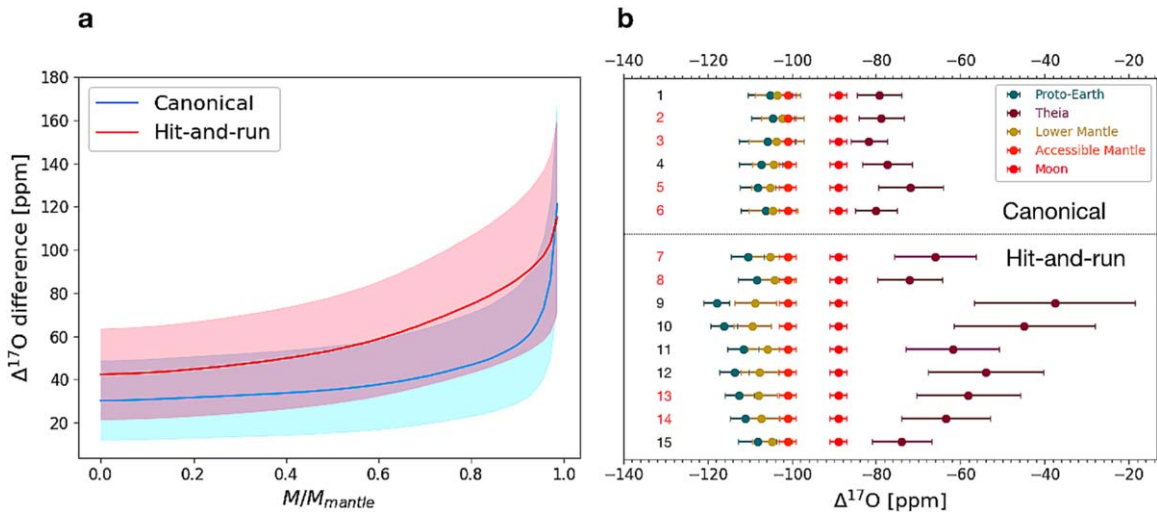 a
180
160
140
120
100
80
60
40
20
0.0 0.2 0.4 0.6 0.8 1.0
Δ¹⁷O difference [ppm]
M/Mmantle
Canonical
Hit-and-run
b
−140 −120 −100 −80 −60 −40 −20
1
2
3
4
5
6
7
8
9
10
11
12
13
14
15
Proto-Earth
Theia
Lower Mantle
Accessible Mantle
Moon
Canonical
Hit-and-run
−140 −120 −100 −80 −60 −40 −20
Δ¹⁷O [ppm]